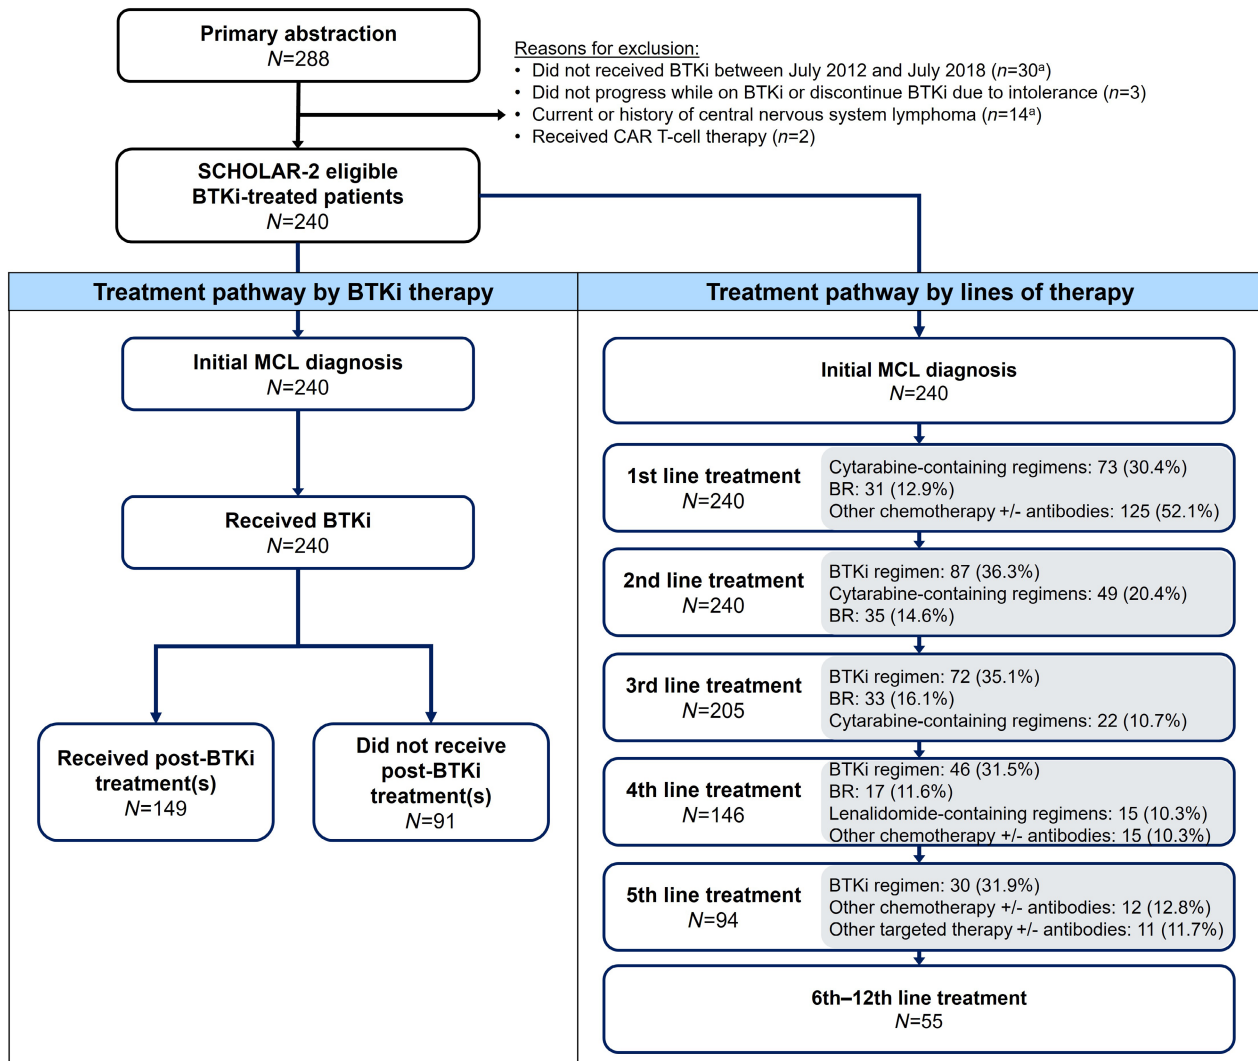 Primary abstraction
N=288
Reasons for exclusion:
• Did not received BTKi between July 2012 and July 2018 (n=30ᵃ)
• Did not progress while on BTKi or discontinue BTKi due to intolerance (n=3)
• Current or history of central nervous system lymphoma (n=14ᵃ)
• Received CAR T-cell therapy (n=2)
SCHOLAR-2 eligible
BTKi-treated patients
N=240
Treatment pathway by BTKi therapy
Initial MCL diagnosis
N=240
Received BTKi
N=240
Received post-BTKi
treatment(s)
N=149
Did not receive
post-BTKi
treatment(s)
N=91
Treatment pathway by lines of therapy
Initial MCL diagnosis
N=240
1st line treatment
N=240
Cytarabine-containing regimens: 73 (30.4%)
BR: 31 (12.9%)
Other chemotherapy +/- antibodies: 125 (52.1%)
2nd line treatment
N=240
BTKi regimen: 87 (36.3%)
Cytarabine-containing regimens: 49 (20.4%)
BR: 35 (14.6%)
3rd line treatment
N=205
BTKi regimen: 72 (35.1%)
BR: 33 (16.1%)
Cytarabine-containing regimens: 22 (10.7%)
4th line treatment
N=146
BTKi regimen: 46 (31.5%)
BR: 17 (11.6%)
Lenalidomide-containing regimens: 15 (10.3%)
Other chemotherapy +/- antibodies: 15 (10.3%)
5th line treatment
N=94
BTKi regimen: 30 (31.9%)
Other chemotherapy +/- antibodies: 12 (12.8%)
Other targeted therapy +/- antibodies: 11 (11.7%)
6th–12th line treatment
N=55